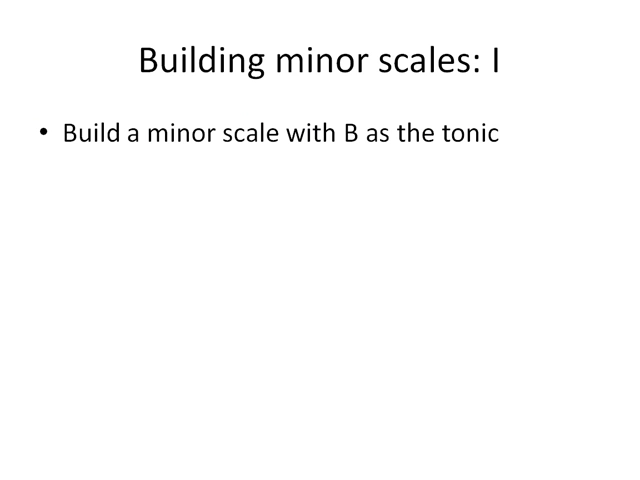 Building minor scales: I
• Build a minor scale with B as the tonic